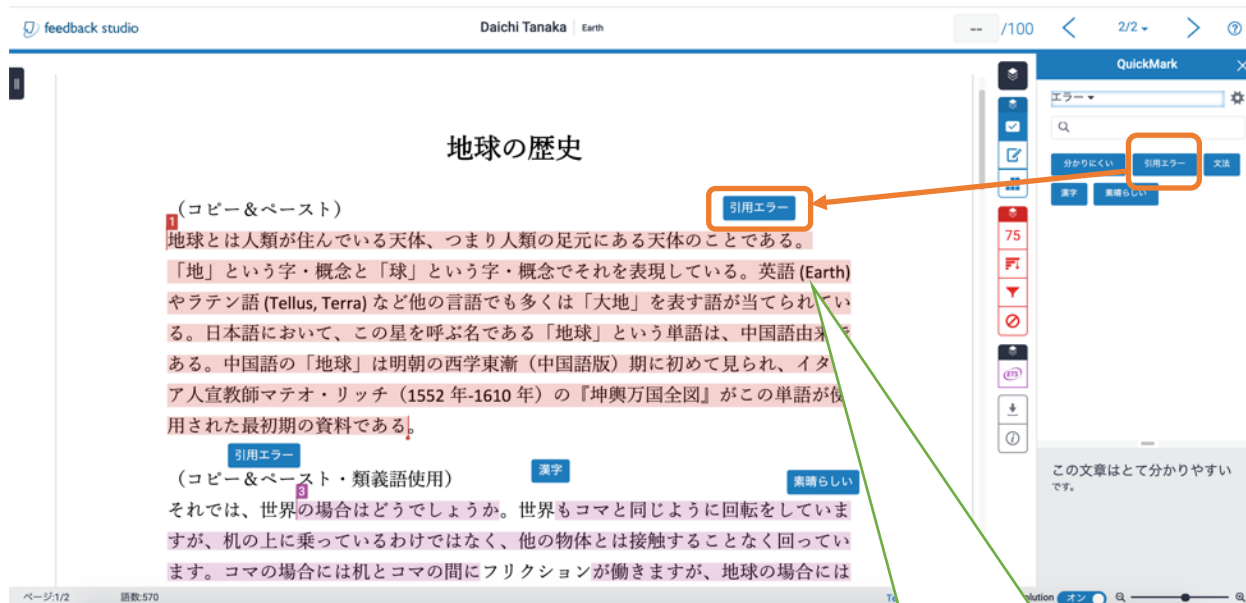 feedback studio
Daichi Tanaka Earth
-- /100
2/2
QuickMark
エラー
分かりにくい
引用エラー
文法
漢字
素晴らしい
地球の歴史
（コピー＆ペースト）
引用エラー
1
地球とは人類が住んでいる天体、つまり人類の足元にある天体のことである。
「地」という字・概念と「球」という字・概念でそれを表現している。英語 (Earth)
やラテン語 (Tellus, Terra) など他の言語でも多くは「大地」を表す語が当てられてい
る。日本語において、この星を呼ぶ名である「地球」という単語は、中国語由来で
ある。中国語の「地球」は明朝の西学東漸（中国語版）期に初めて見られ、イタ
ア人宣教師マテオ・リッチ（1552 年-1610 年）の『坤輿万国全図』がこの単語が使
用された最初期の資料である。
引用エラー
漢字
素晴らしい
（コピー＆ペースト・類義語使用）
3
それでは、世界の場合はどうでしょうか。世界もコマと同じように回転をしていま
すが、机の上に乗っているわけではなく、他の物体とは接触することなく回ってい
ます。コマの場合には机とコマの間にフリクションが働きますが、地球の場合には
75
ETS
この文章はとて分かりやすい
です。
ページ:1/2
語数:570
オン